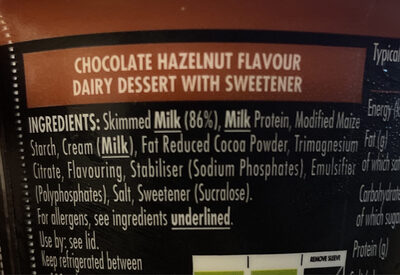 CHOCOLATE HAZELNUT FLAVOUR
DAIRY DESSERT WITH SWEETENER
Typical
INGREDIENTS: Skimmed Milk (86%), Milk Protein, Modified Maize
Starch, Cream (Milk), Fat Reduced Cocoa Powder, Trimagnesium
Citrate, Flavouring, Stabiliser (Sodium Phosphates), Emulsifier
(Polyphosphates), Salt, Sweetener (Sucralose).
For allergens, see ingredients underlined.
Use by: see lid.
Keep refrigerated between
REMOVE SLEEVE
Energy
Fat (g)
of which
Carbohydrate
of which
Protein (g)